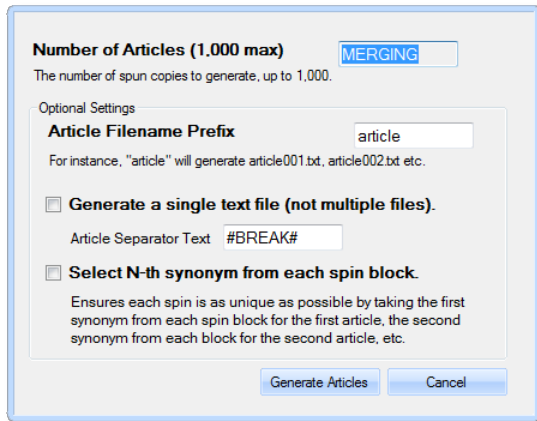 Number of Articles (1,000 max) MERGING
The number of spun copies to generate, up to 1,000.
Optional Settings
Article Filename Prefix article
For instance, "article" will generate article001.txt, article002.txt etc.
Generate a single text file (not multiple files).
Article Separator Text #BREAK#
Select N-th synonym from each spin block.
Ensures each spin is as unique as possible by taking the first
synonym from each spin block for the first article, the second
synonym from each block for the second article, etc.
Generate Articles Cancel